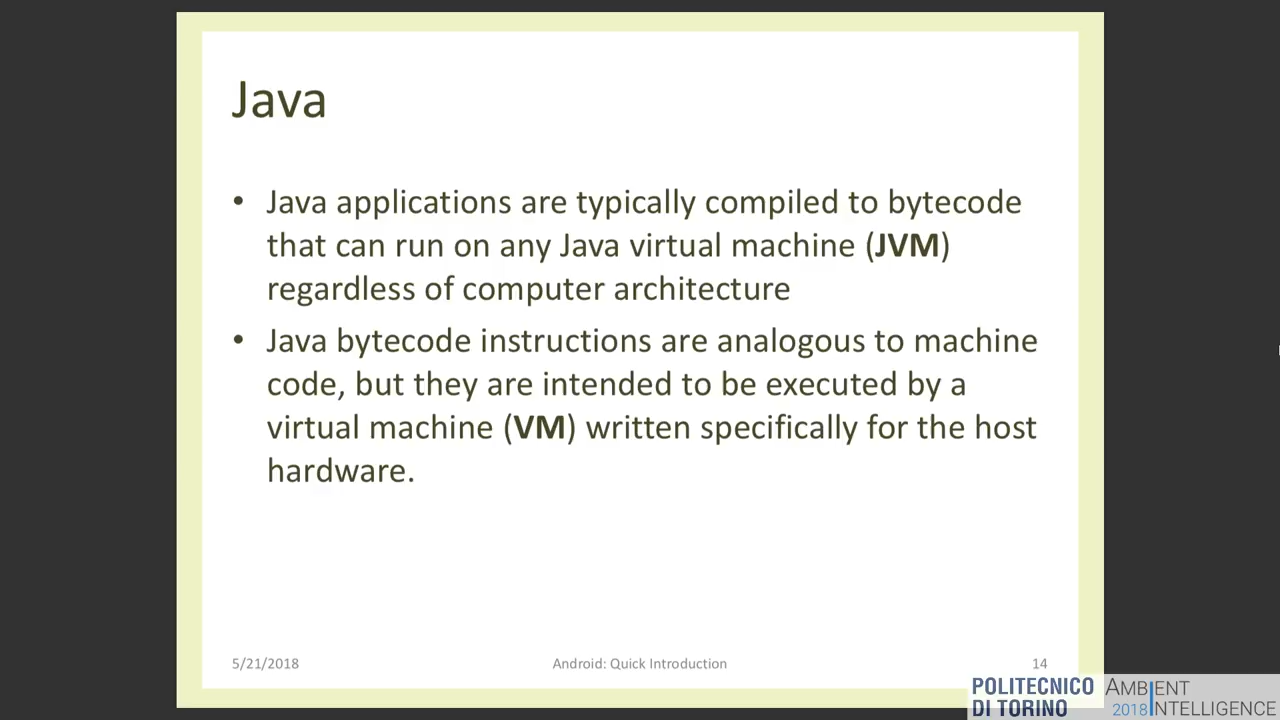 Java
• Java applications are typically compiled to bytecode
that can run on any Java virtual machine (JVM)
regardless of computer architecture
• Java bytecode instructions are analogous to machine
code, but they are intended to be executed by a
virtual machine (VM) written specifically for the host
hardware.
5/21/2018 Android: Quick Introduction 14
POLITECNICO
DI TORINO
AMBIENT
2018 INTELLIGENCE